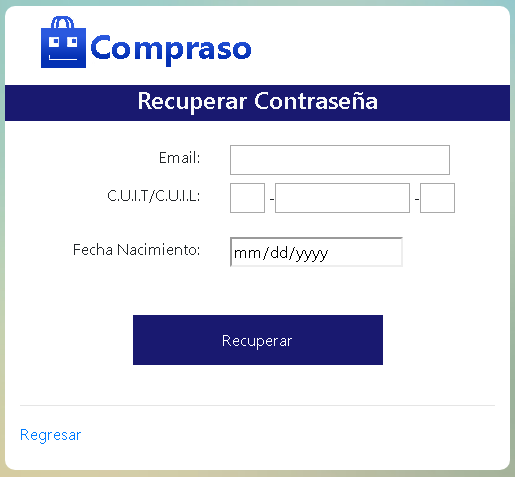 Compraso
Recuperar Contraseña
Email:
C.U.I.T/C.U.I.L:
- -
Fecha Nacimiento:
mm/dd/yyyy
Recuperar
Regresar